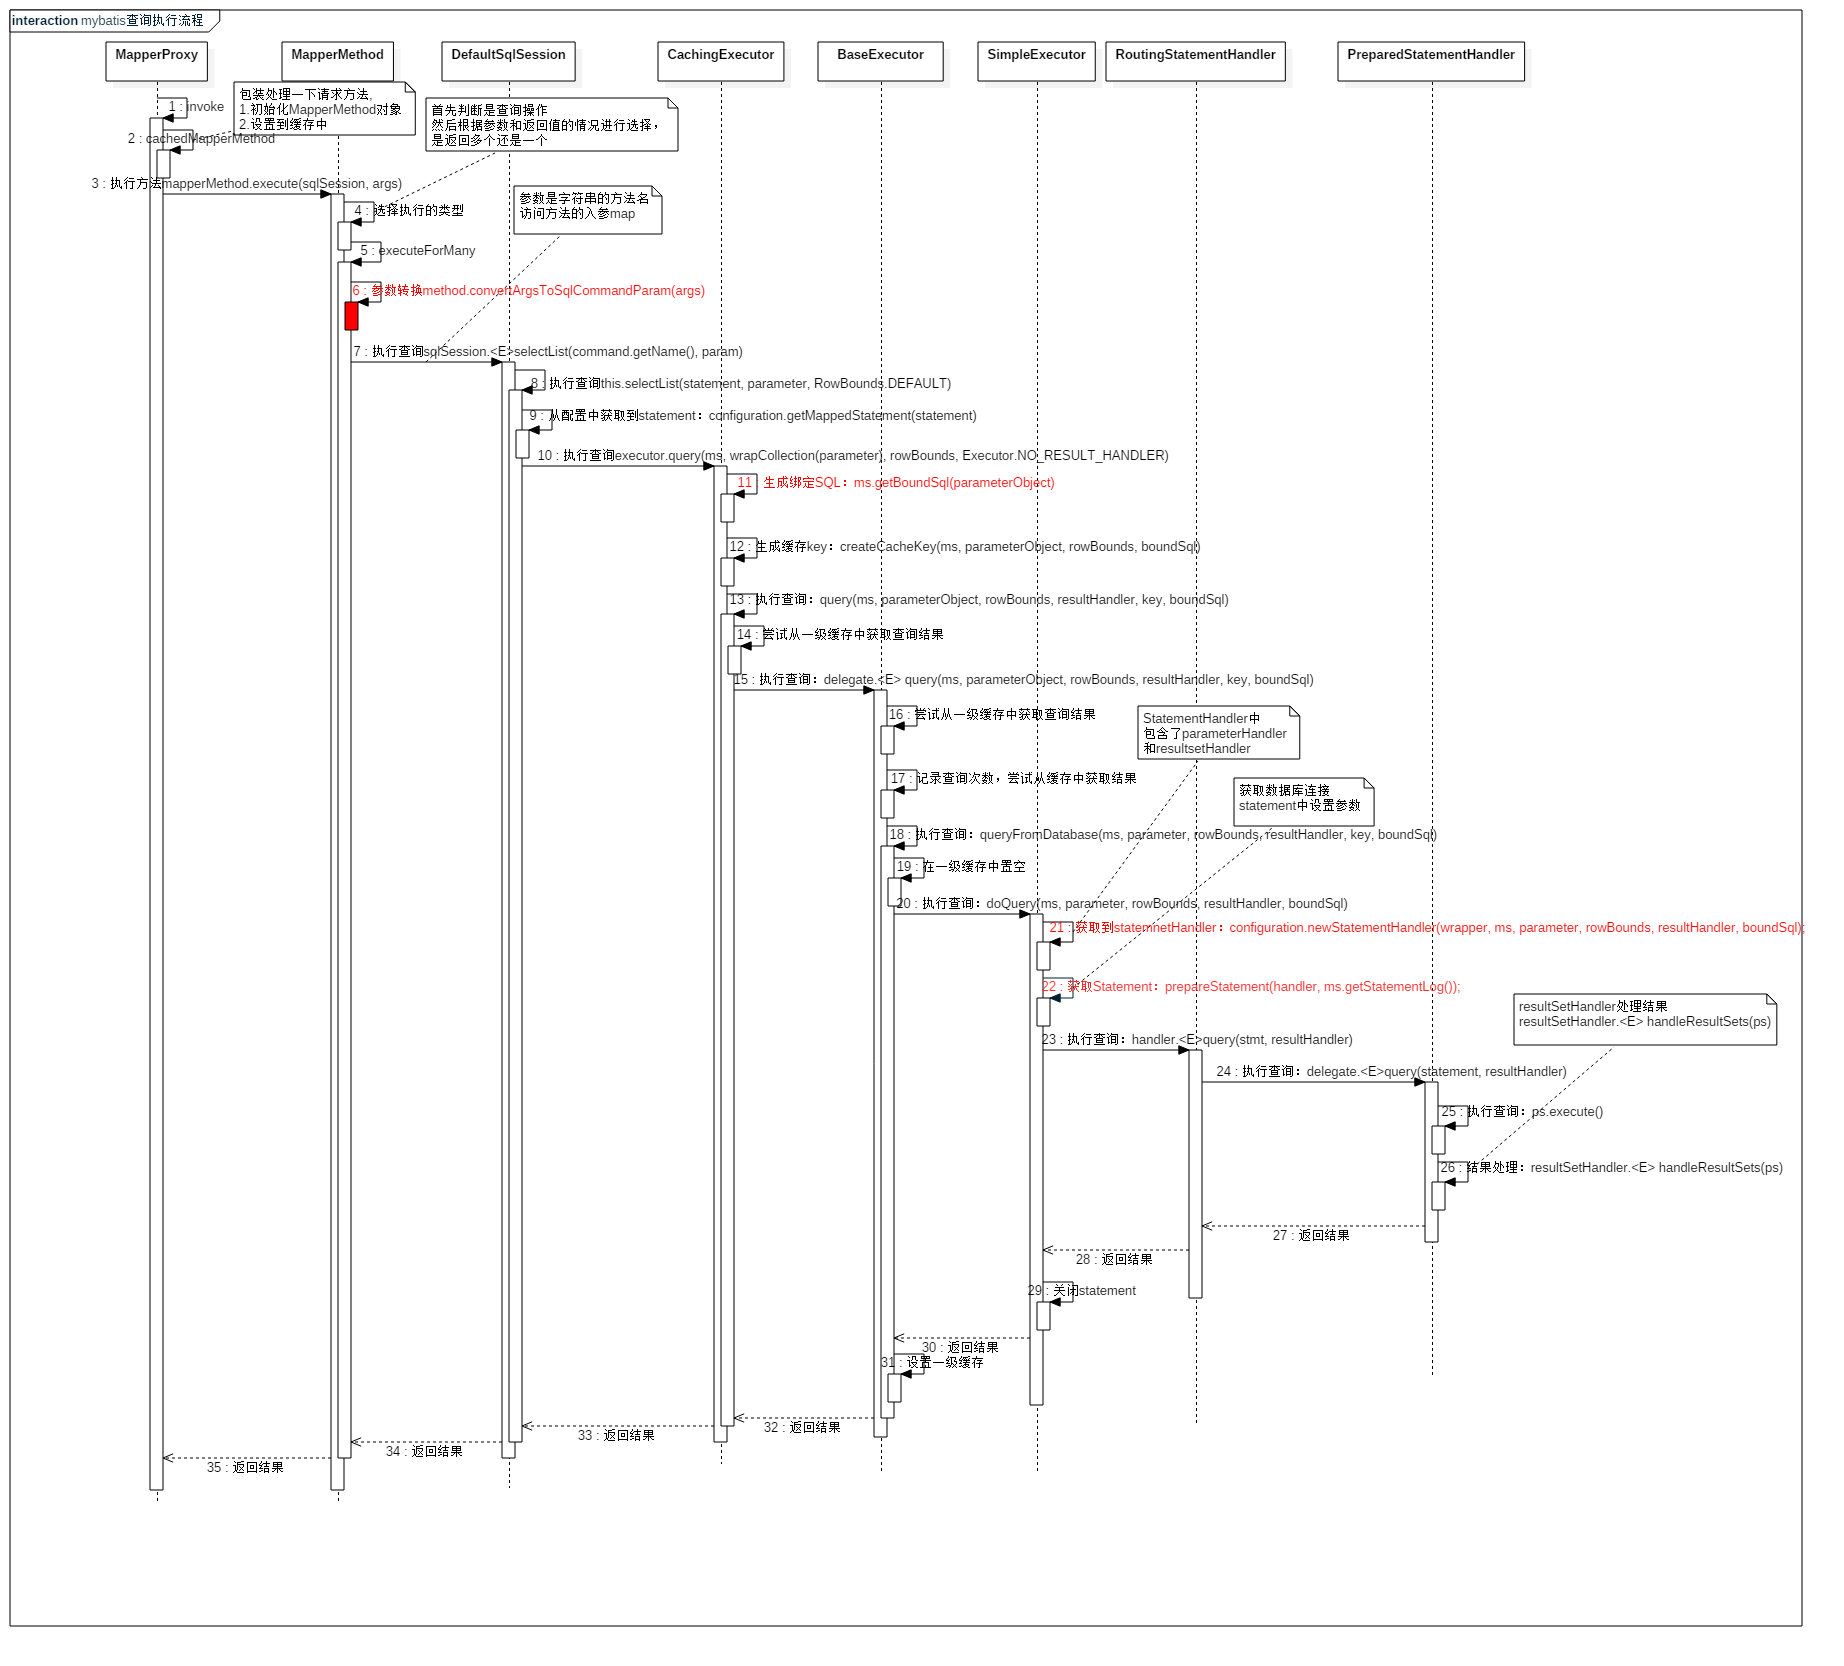 interaction mybatis查询执行流程
MapperProxy
MapperMethod
DefaultSqlSession
CachingExecutor
BaseExecutor
SimpleExecutor
RoutingStatementHandler
PreparedStatementHandler
包装处理一下请求方法,
1.初始化MapperMethod对象
2.设置到缓存中
首先判断是查询操作
然后根据参数和返回值的情况进行选择，
是返回多个还是一个
1 : invoke
2 : cachedMapperMethod
3 : 执行方法mapperMethod.execute(sqlSession, args)
参数是字符串的方法名
访问方法的入参map
4 : 选择执行的类型
5 : executeForMany
6 : 参数转换method.convertArgsToSqlCommandParam(args)
7 : 执行查询sqlSession.<E>selectList(command.getName(), param)
8 : 执行查询this.selectList(statement, parameter, RowBounds.DEFAULT)
9 : 从配置中获取到statement：configuration.getMappedStatement(statement)
10 : 执行查询executor.query(ms, wrapCollection(parameter), rowBounds, Executor.NO_RESULT_HANDLER)
11 : 生成绑定SQL：ms.getBoundSql(parameterObject)
12 : 生成缓存key：createCacheKey(ms, parameterObject, rowBounds, boundSql)
13 : 执行查询：query(ms, parameterObject, rowBounds, resultHandler, key, boundSql)
14 : 尝试从一级缓存中获取查询结果
15 : 执行查询：delegate.<E> query(ms, parameterObject, rowBounds, resultHandler, key, boundSql)
16 : 尝试从一级缓存中获取查询结果
StatementHandler中
包含了parameterHandler
和resultsetHandler
17 : 记录查询次数，尝试从缓存中获取结果
获取数据库连接
statement中设置参数
18 : 执行查询：queryFromDatabase(ms, parameter, rowBounds, resultHandler, key, boundSql)
19 : 在一级缓存中置空
20 : 执行查询：doQuery(ms, parameter, rowBounds, resultHandler, boundSql)
21 : 获取到statemnetHandler：configuration.newStatementHandler(wrapper, ms, parameter, rowBounds, resultHandler, boundSql);
22 : 获取Statement：prepareStatement(handler, ms.getStatementLog());
resultSetHandler处理结果
resultSetHandler.<E> handleResultSets(ps)
23 : 执行查询：handler.<E>query(stmt, resultHandler)
24 : 执行查询：delegate.<E>query(statement, resultHandler)
25 : 执行查询：ps.execute()
26 : 结果处理：resultSetHandler.<E> handleResultSets(ps)
27 : 返回结果
28 : 返回结果
29 : 关闭statement
30 : 返回结果
31 : 设置一级缓存
32 : 返回结果
33 : 返回结果
34 : 返回结果
35 : 返回结果